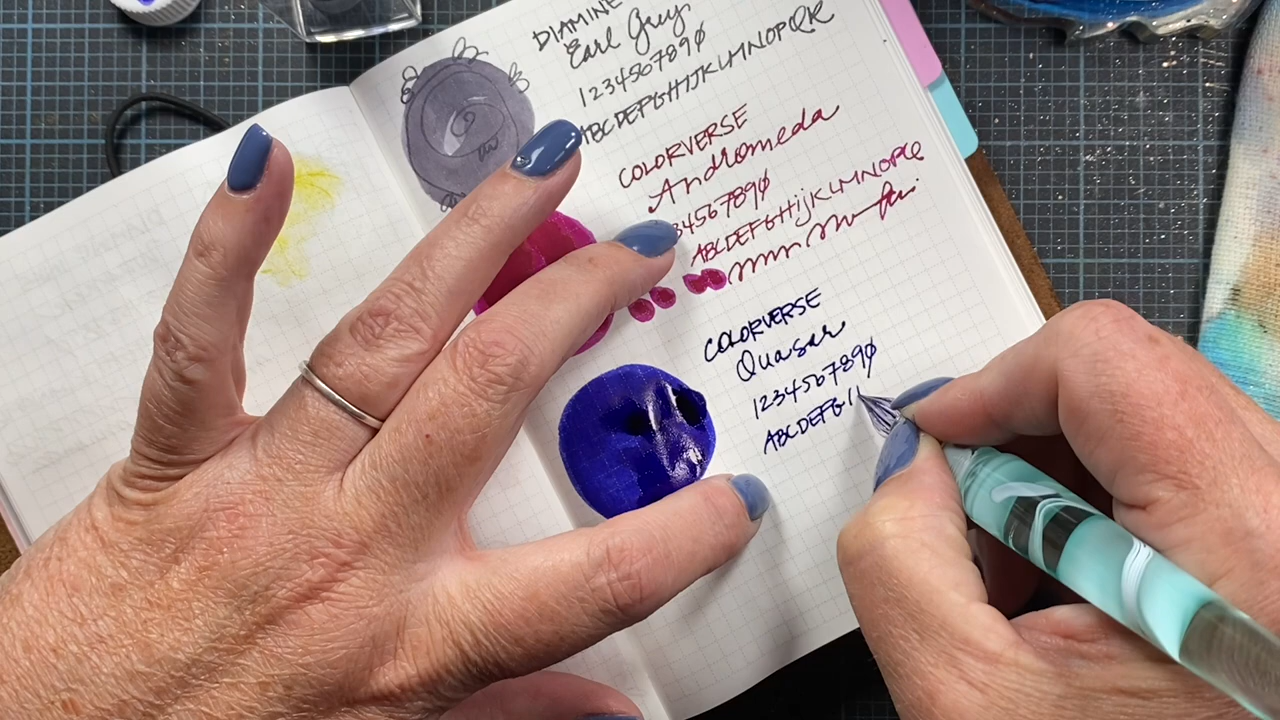 DIAMINE
Earl Grey
1234567890
ABCDEFGHIJKLMNOPQR
COLORVERSE
Andromeda
34567890
ABCDEFGHIJKLMNOPQ
COLORVERSE
Quasar
1234567890
ABCDEFG